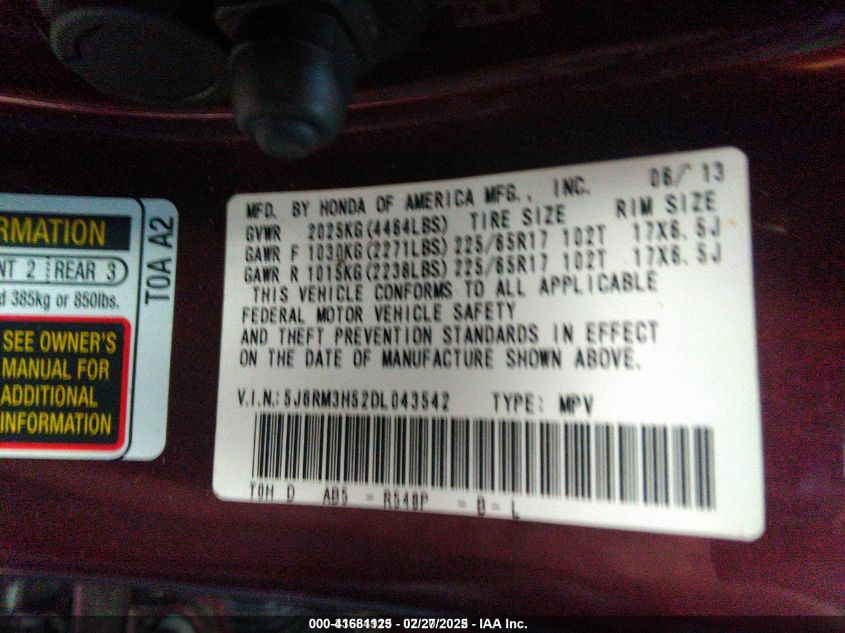 RMATION
NT 2 REAR 3
d 385kg or 850lbs.
SEE OWNER'S
MANUAL FOR
ADDITIONAL
INFORMATION
T0A A2
MFD. BY HONDA OF AMERICA MFG., INC. 06/13
GVWR 2025KG(4464LBS) TIRE SIZE RIM SIZE
GAWR F 1030KG(2271LBS) 225/65R17 102T 17X6.5J
GAWR R 1015KG(2238LBS) 225/65R17 102T 17X6.5J
THIS VEHICLE CONFORMS TO ALL APPLICABLE
FEDERAL MOTOR VEHICLE SAFETY
AND THEFT PREVENTION STANDARDS IN EFFECT
ON THE DATE OF MANUFACTURE SHOWN ABOVE.
V.I.N.: 5J6RM3H52DL043542 TYPE: MPV
T0H D AD5 - R548P - D - L
02/27/2025 - IAA Inc.